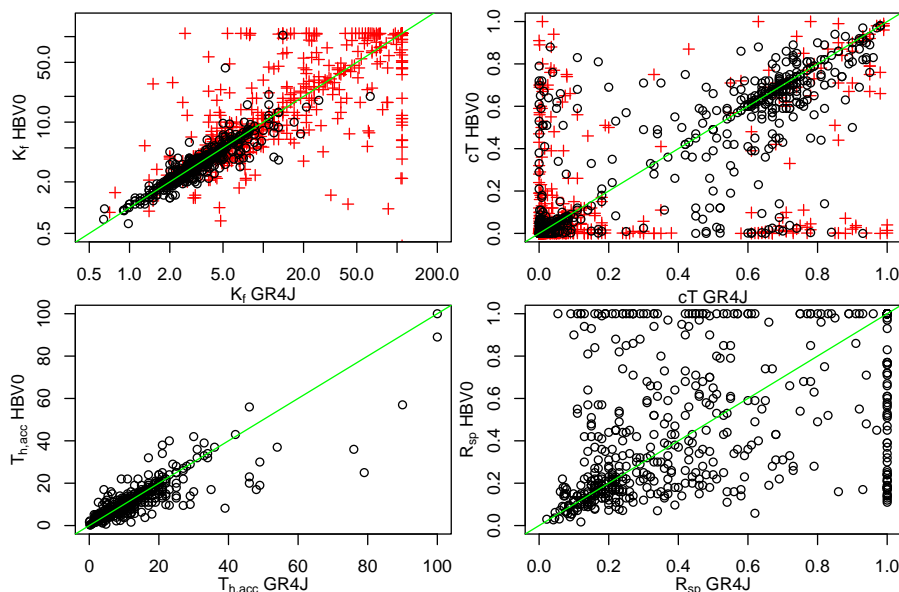 50.0
10.0
2.0
0.5
K_f HBV0
0.5 1.0 2.0 5.0 20.0 50.0 200.0
K_f GR4J
1.0
0.8
0.6
0.4
0.2
0.0
cT HBV0
0.0 0.2 0.4 0.6 0.8 1.0
cT GR4J
100
80
60
40
20
0
T_h,acc HBV0
0 20 40 60 80 100
T_h,acc GR4J
1.0
0.8
0.6
0.4
0.2
0.0
R_sp HBV0
0.0 0.2 0.4 0.6 0.8 1.0
R_sp GR4J